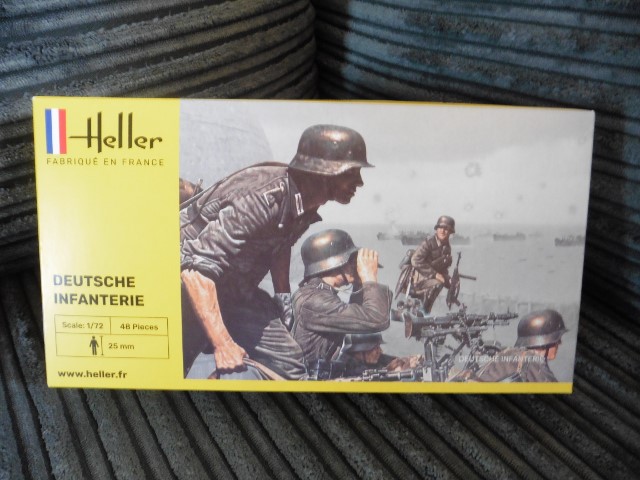 Heller
FABRIQUÉ EN FRANCE
DEUTSCHE
INFANTERIE
Scale: 1/72 48 Pieces
25 mm
www.heller.fr
DEUTSCHE INFANTERIE